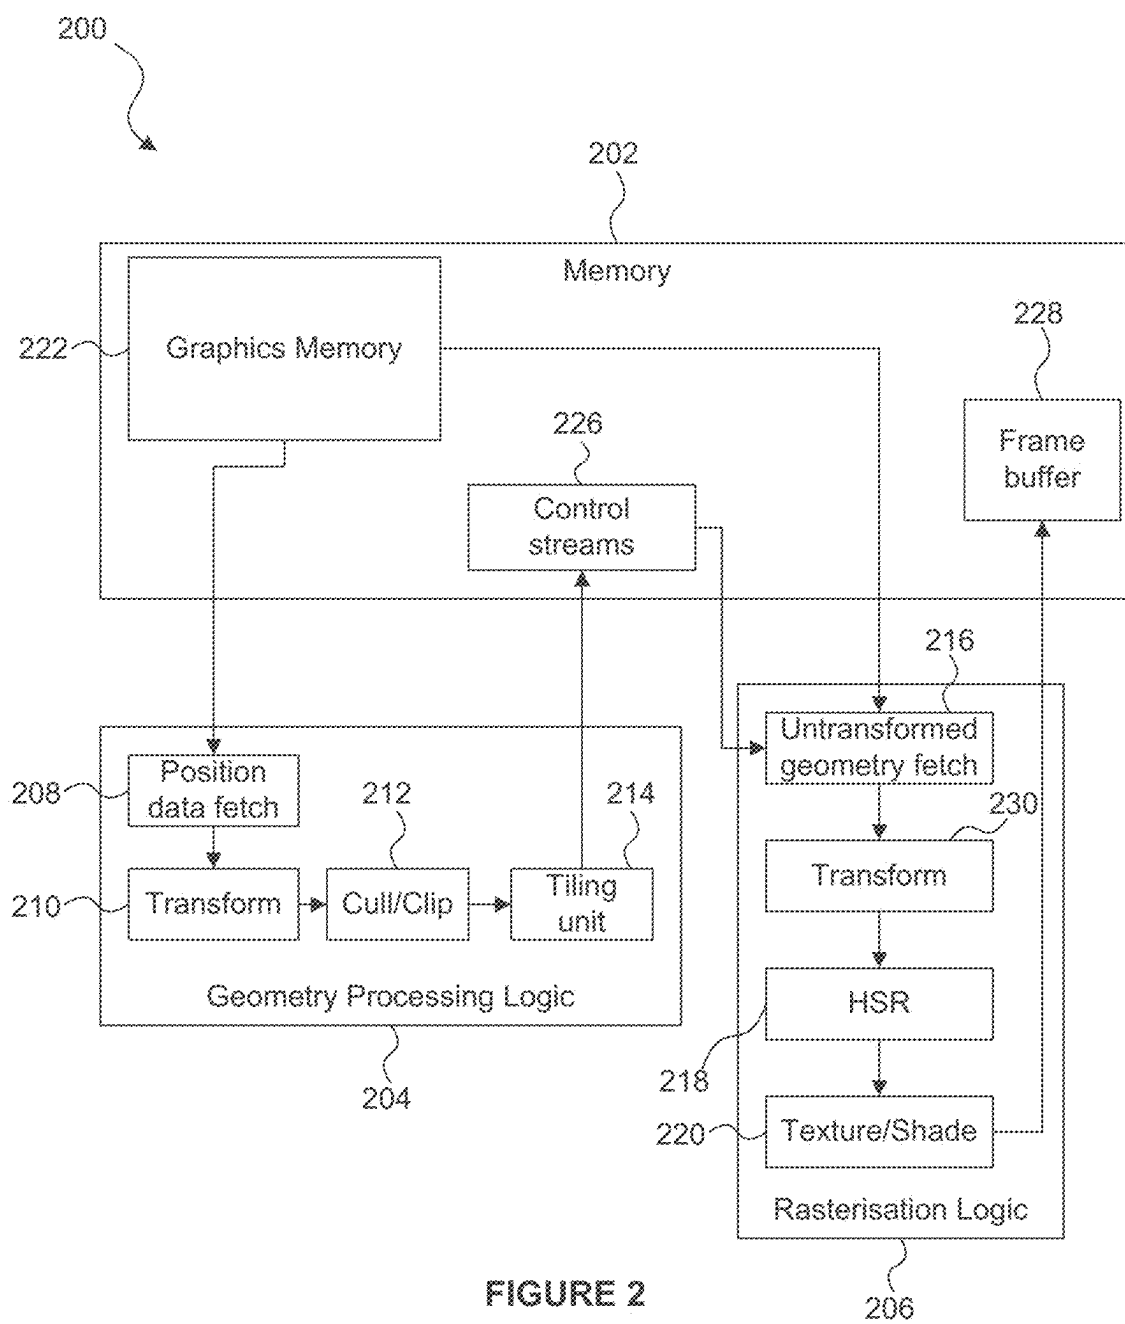 200
202
Memory
222
Graphics Memory
228
Frame
buffer
226
Control
streams
216
Untransformed
geometry fetch
208
Position
data fetch
212
214
230
210
Transform
Cull/Clip
Tiling
unit
Transform
Geometry Processing Logic
HSR
218
204
220
Texture/Shade
Rasterisation Logic
206
FIGURE 2